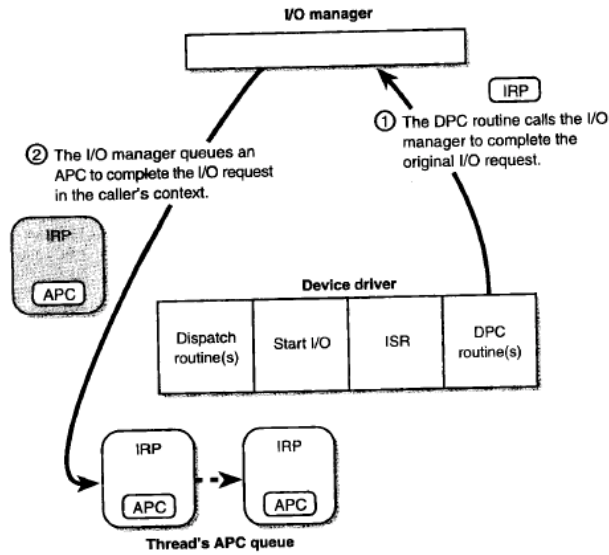 I/O manager
IRP
① The DPC routine calls the I/O
manager to complete the
original I/O request.
② The I/O manager queues an
APC to complete the I/O request
in the caller's context.
IRP
APC
Device driver
Dispatch
routine(s)
Start I/O
ISR
DPC
routine(s)
IRP
APC
IRP
APC
Thread's APC queue